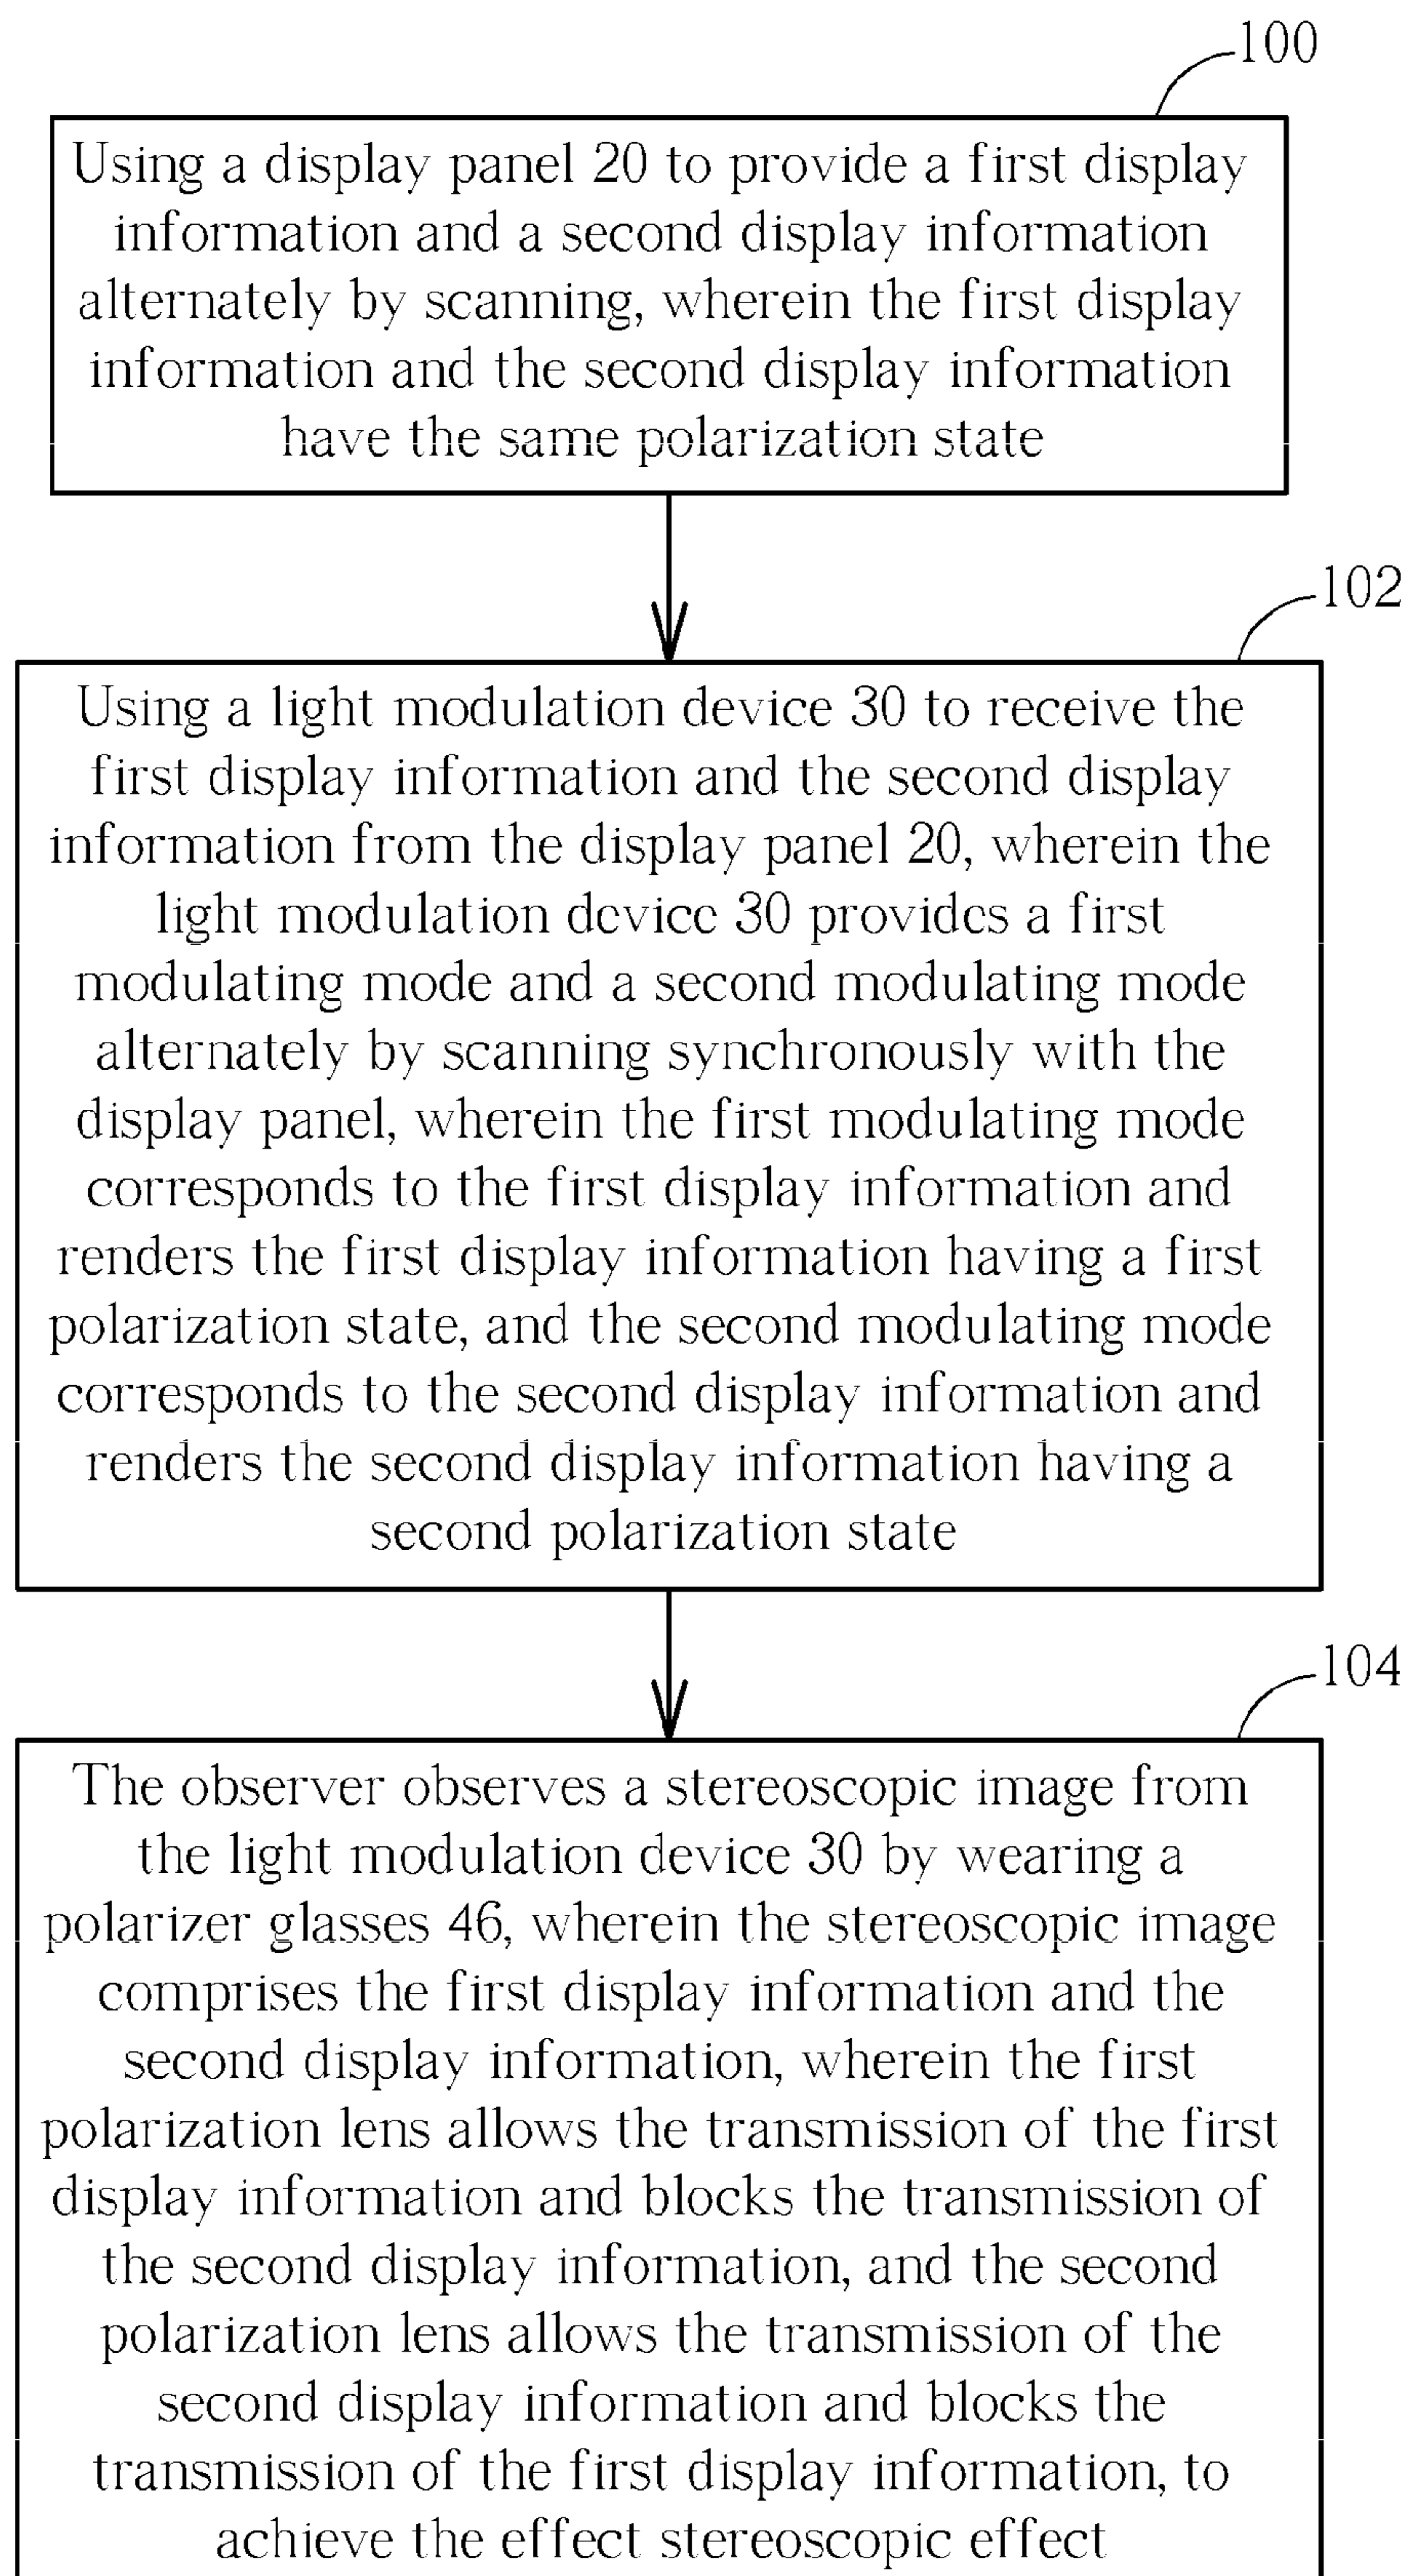 100
Using a display panel 20 to provide a first display
information and a second display information
alternately by scanning, wherein the first display
information and the second display information
have the same polarization state
102
Using a light modulation device 30 to receive the
first display information and the second display
information from the display panel 20, wherein the
light modulation device 30 provides a first
modulating mode and a second modulating mode
alternately by scanning synchronously with the
display panel, wherein the first modulating mode
corresponds to the first display information and
renders the first display information having a first
polarization state, and the second modulating mode
corresponds to the second display information and
renders the second display information having a
second polarization state
104
The observer observes a stereoscopic image from
the light modulation device 30 by wearing a
polarizer glasses 46, wherein the stereoscopic image
comprises the first display information and the
second display information, wherein the first
polarization lens allows the transmission of the first
display information and blocks the transmission of
the second display information, and the second
polarization lens allows the transmission of the
second display information and blocks the
transmission of the first display information, to
achieve the effect stereoscopic effect